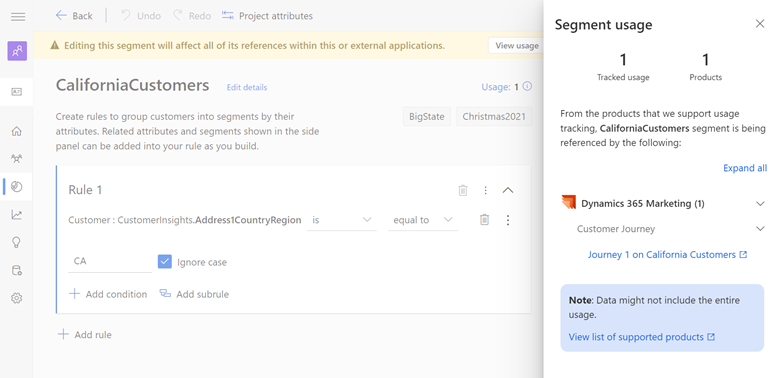 Back
Undo
Redo
Project attributes
Editing this segment will affect all of its references within this or external applications.
View usage
CaliforniaCustomers
Edit details
Usage: 1
Create rules to group customers into segments by their
attributes. Related attributes and segments shown in the side
panel can be added into your rule as you build.
BigState
Christmas2021
Rule 1
Customer : CustomerInsights.Address1CountryRegion
is
equal to
CA
Ignore case
Add condition
Add subrule
Add rule
Segment usage
1
Tracked usage
1
Products
From the products that we support usage
tracking, CaliforniaCustomers segment is being
referenced by the following:
Expand all
Dynamics 365 Marketing (1)
Customer Journey
Journey 1 on California Customers
Note: Data might not include the entire
usage.
View list of supported products